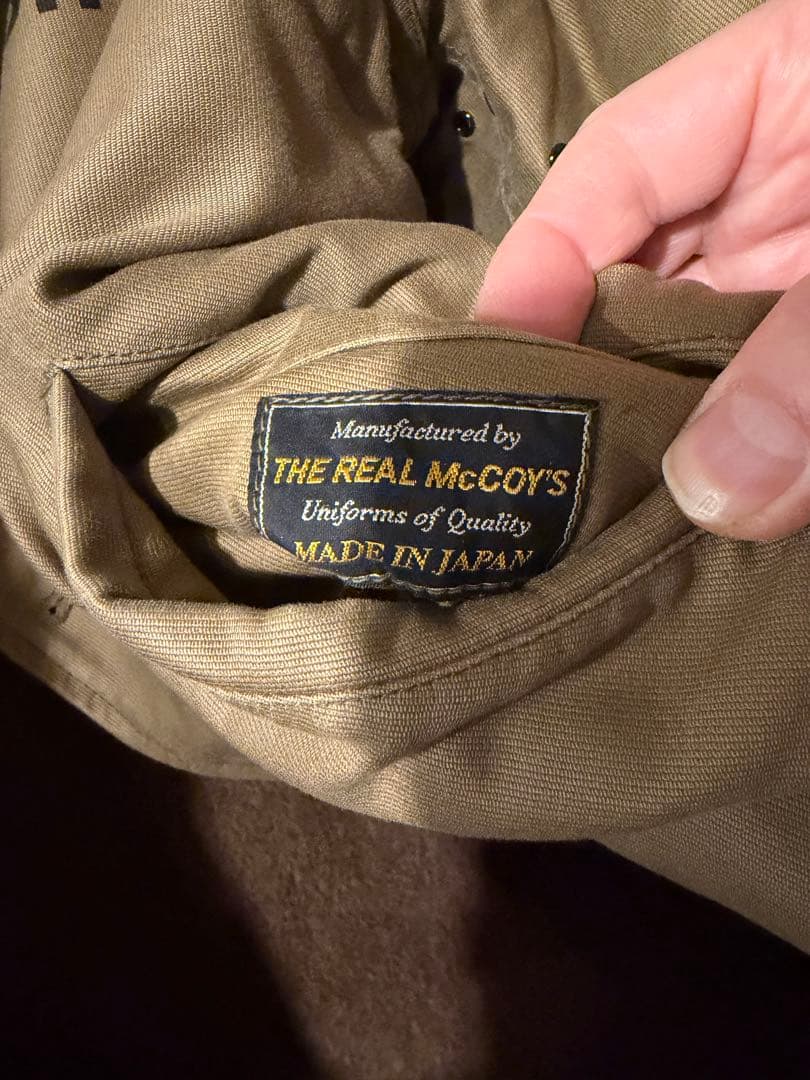 Manufactured by
THE REAL McCOY'S
Uniforms of Quality
MADE IN JAPAN